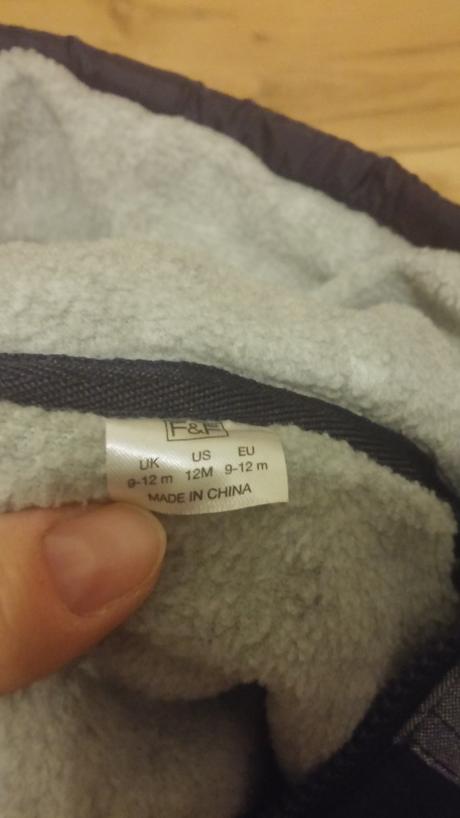 F&F
UK US EU
9-12 m 12M 9-12 m
MADE IN CHINA